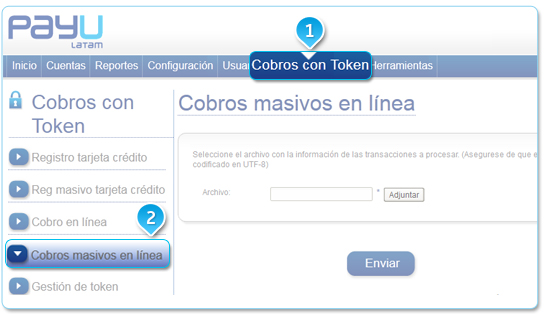 PayU
LATAM
1
Inicio Cuentas Reportes Configuración Usua Cobros con Token Herramientas
Cobros con
Token
Registro tarjeta crédito
Reg masivo tarjeta crédito
Cobro en línea
2
Cobros masivos en línea
Gestión de token
Cobros masivos en línea
Seleccione el archivo con la información de las transacciones a procesar. (Asegurese de que e
codificado en UTF-8)
Archivo: * Adjuntar
Enviar